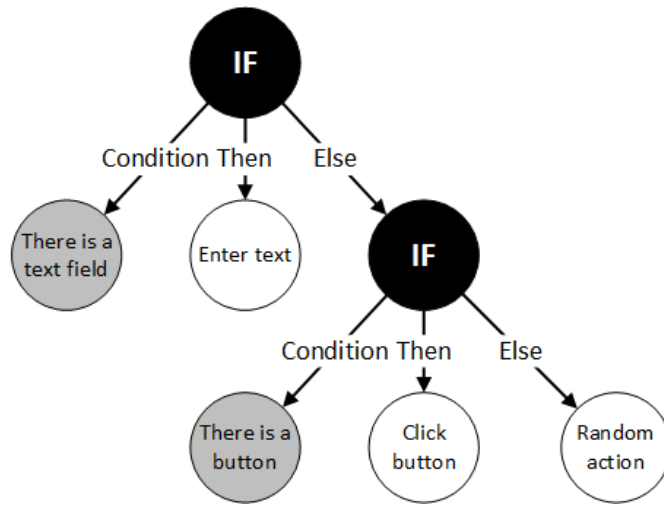 IF
Condition Then Else
There is a
text field
Enter text
IF
Condition Then Else
There is a
button
Click
button
Random
action